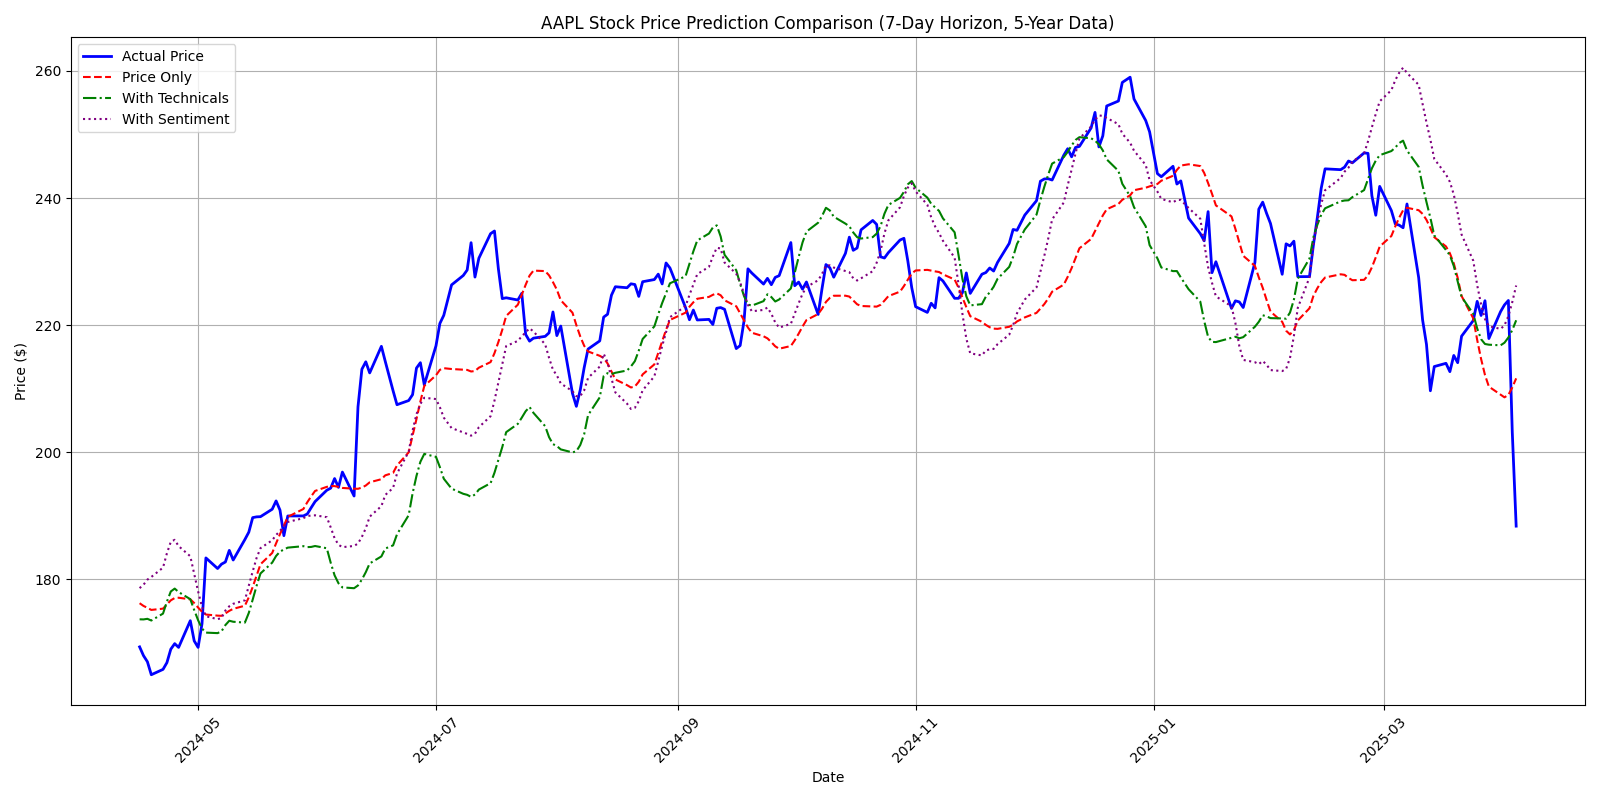 AAPL Stock Price Prediction Comparison (7-Day Horizon, 5-Year Data)
Actual Price
Price Only
With Technicals
With Sentiment
260
240
220
200
180
Price ($)
2024-05
2024-07
2024-09
2024-11
2025-01
2025-03
Date